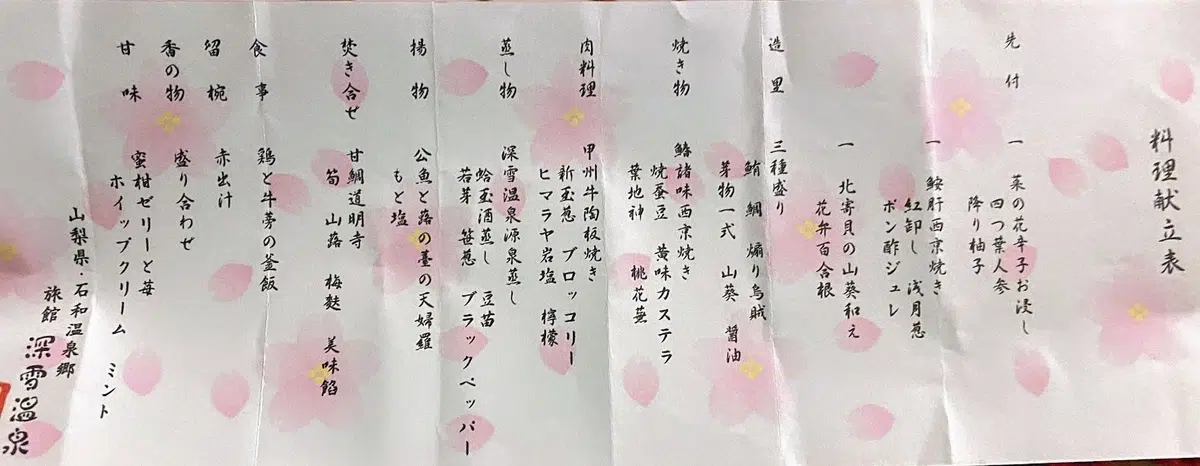 料理献立表
先付 一 菜の花辛子お浸し
四つ葉人参
降り柚子
一 鮟肝西京焼き
紅卸し 浅月葱
ポン酢ジュレ
一 北寄貝の山葵和え
花弁百合根
造里 三種盛り
鮪 鯛 煽り烏賊
芽物一式 山葵 醤油
焼き物 鰆諸味西京焼き
焼蚕豆 黄味カステラ
葉地神 桃花蕪
肉料理 甲州牛陶板焼き
新玉葱 ブロッコリー
ヒマラヤ岩塩 檸檬
蒸し物 深雪温泉源泉蒸し
蛤玉酒蒸し 豆苗
若芽 笹葱 ブラックペッパー
揚物 公魚と蕗の薹の天婦羅
もと塩
焚き合せ 甘鯛道明寺
筍 山蕗 梅麩 美味餡
食事 鶏と牛蒡の釜飯
留椀 赤出汁
香の物 盛り合わせ
甘味 蜜柑ゼリーと苺
ホイップクリーム ミント
山梨県・石和温泉郷
旅館 深雪温泉